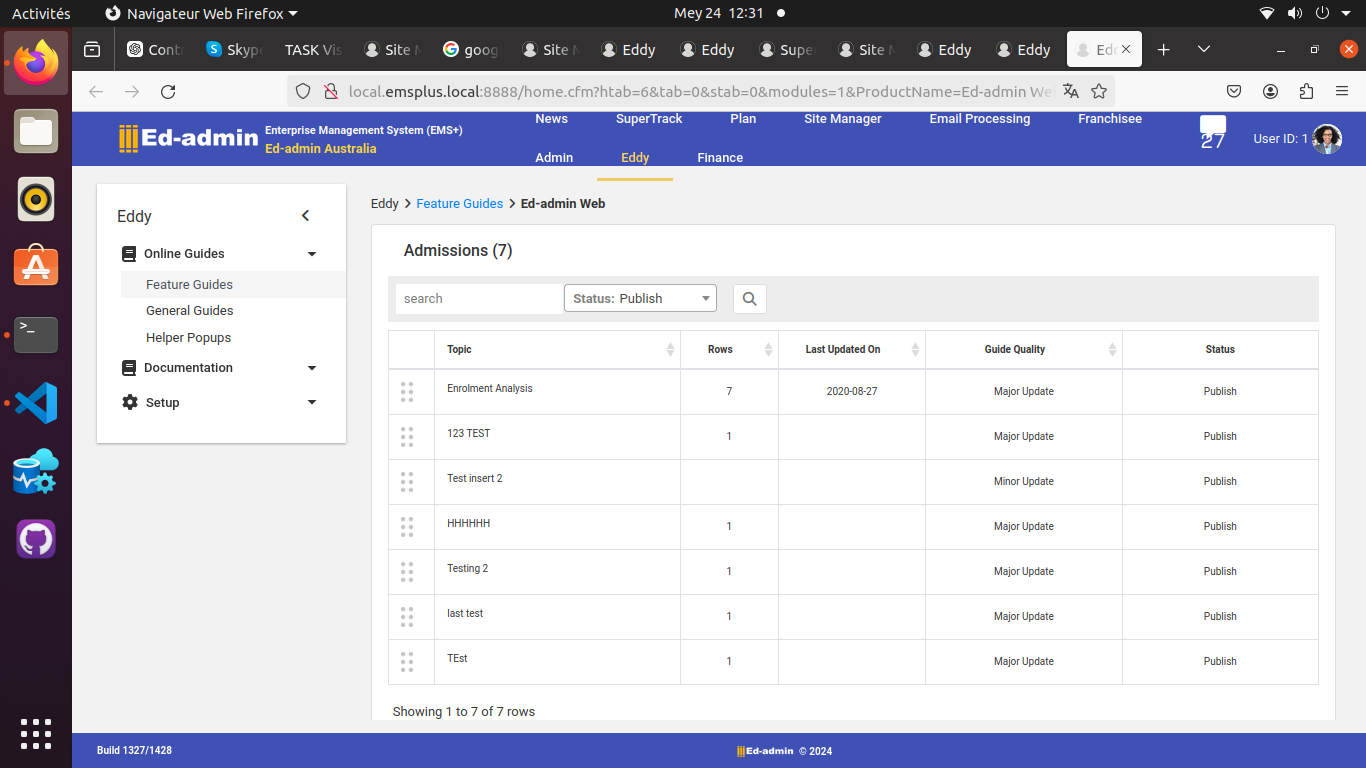 Activités
Navigateur Web Firefox
Mey 24 12:31
Cont
Skype
TASK Vis
Site M
goog
Site M
Eddy
Eddy
Supe
Site M
Eddy
Eddy
Ed
local.emsplus.local:8888/home.cfm?htab=6&tab=0&stab=0&modules=1&ProductName=Ed-admin We
Ed-admin
Enterprise Management System (EMS+)
Ed-admin Australia
News
SuperTrack
Plan
Site Manager
Email Processing
Franchisee
Admin
Eddy
Finance
27
User ID: 1
Eddy
Online Guides
Feature Guides
General Guides
Helper Popups
Documentation
Setup
Eddy > Feature Guides > Ed-admin Web
Admissions (7)
search
Status: Publish
Topic Rows Last Updated On Guide Quality Status
Enrolment Analysis 7 2020-08-27 Major Update Publish
123 TEST 1 Major Update Publish
Test insert 2 Minor Update Publish
HHHHHH 1 Major Update Publish
Testing 2 1 Major Update Publish
last test 1 Major Update Publish
TEst 1 Major Update Publish
Showing 1 to 7 of 7 rows
Build 1327/1428
Ed-admin © 2024